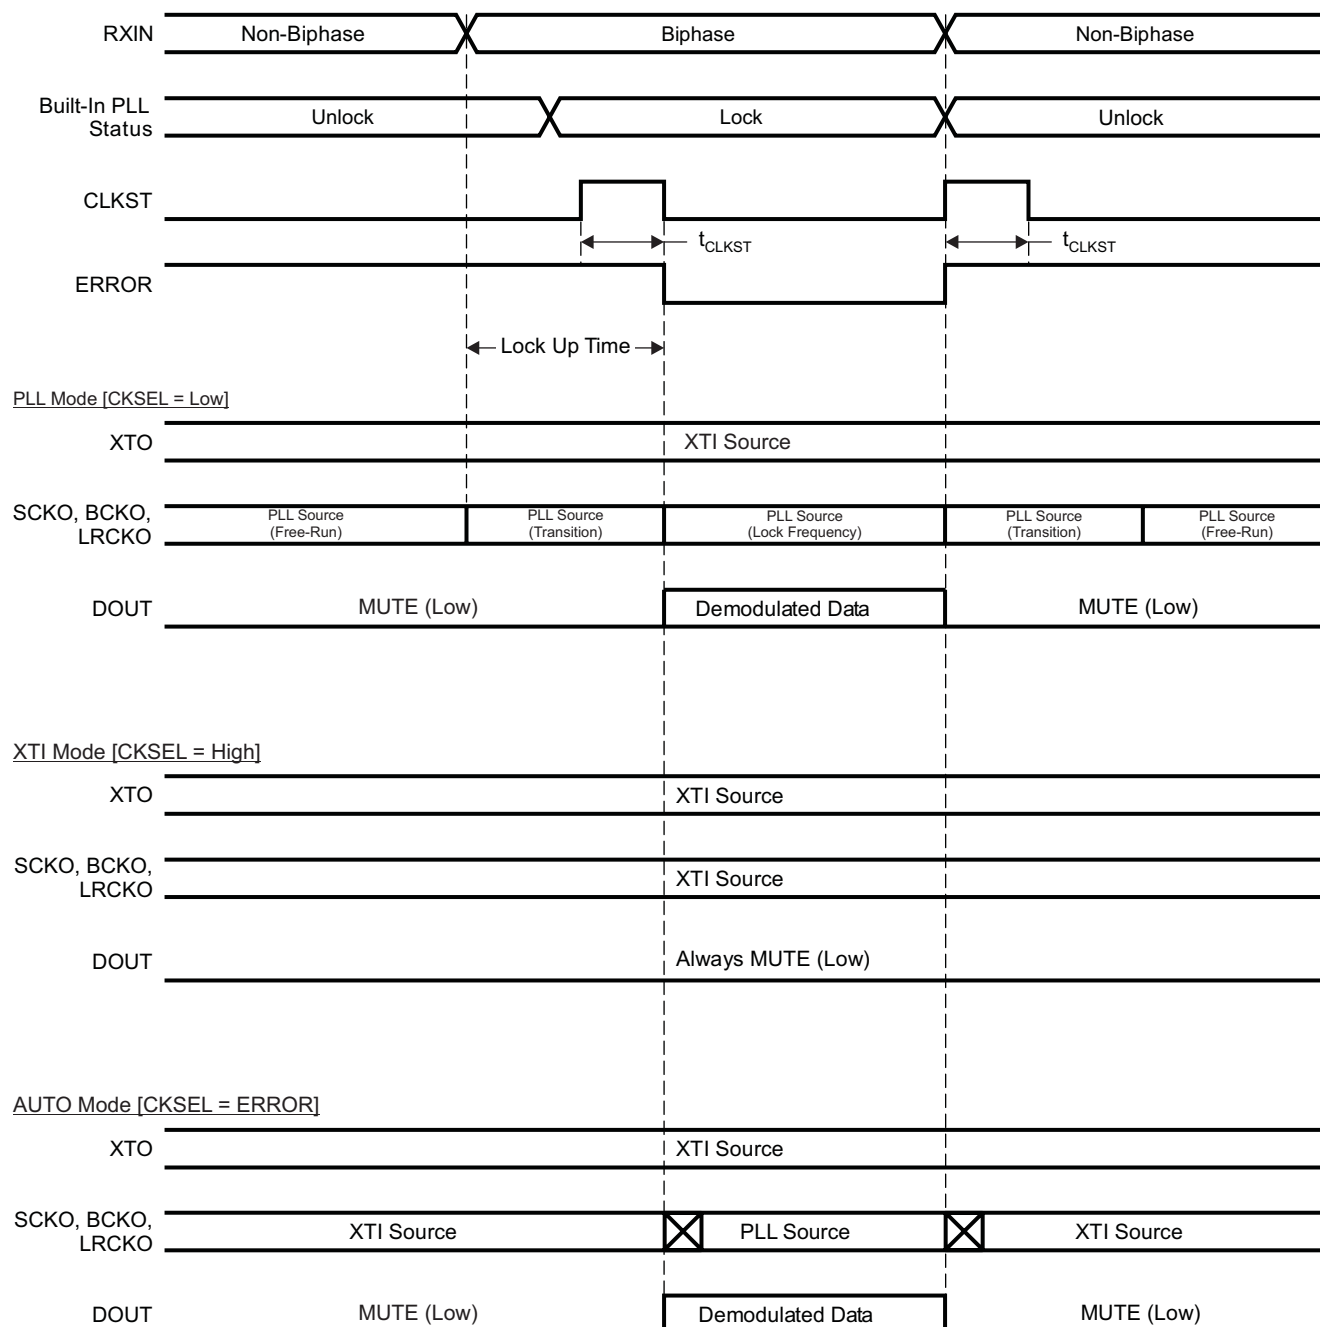 RXIN Non-Biphase Biphase Non-Biphase
Built-In PLL
Status Unlock Lock Unlock
CLKST
tCLKST tCLKST
ERROR
Lock Up Time
PLL Mode [CKSEL = Low]
XTO XTI Source
SCKO, BCKO,
LRCKO
PLL Source
(Free-Run)
PLL Source
(Transition)
PLL Source
(Lock Frequency)
PLL Source
(Transition)
PLL Source
(Free-Run)
DOUT MUTE (Low) Demodulated Data MUTE (Low)
XTI Mode [CKSEL = High]
XTO XTI Source
SCKO, BCKO,
LRCKO XTI Source
DOUT Always MUTE (Low)
AUTO Mode [CKSEL = ERROR]
XTO XTI Source
SCKO, BCKO,
LRCKO XTI Source PLL Source XTI Source
DOUT MUTE (Low) Demodulated Data MUTE (Low)